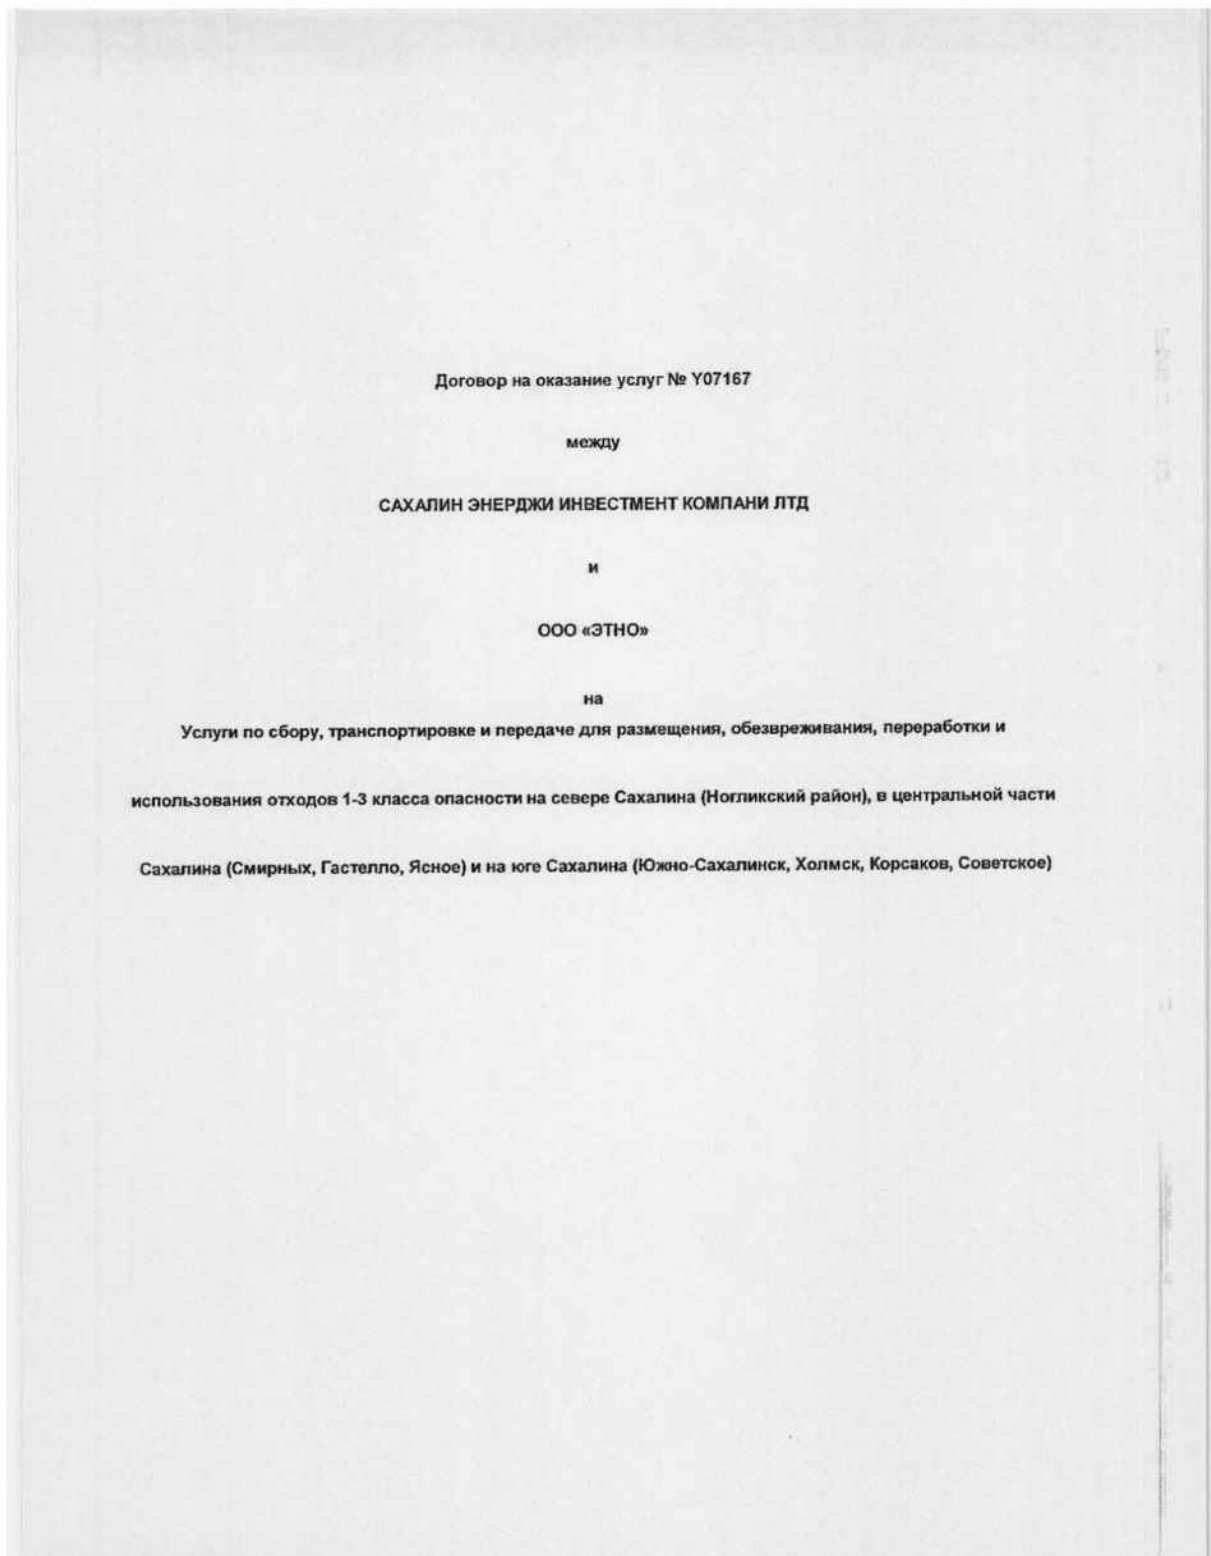 Договор на оказание услуг № Y07167
между
САХАЛИН ЭНЕРДЖИ ИНВЕСТМЕНТ КОМПАНИ ЛТД
и
ООО «ЭТНО»
на
Услуги по сбору, транспортировке и передаче для размещения, обезвреживания, переработки и
использования отходов 1-3 класса опасности на севере Сахалина (Ногликский район), в центральной части
Сахалина (Смирных, Гастелло, Ясное) и на юге Сахалина (Южно-Сахалинск, Холмск, Корсаков, Советское)